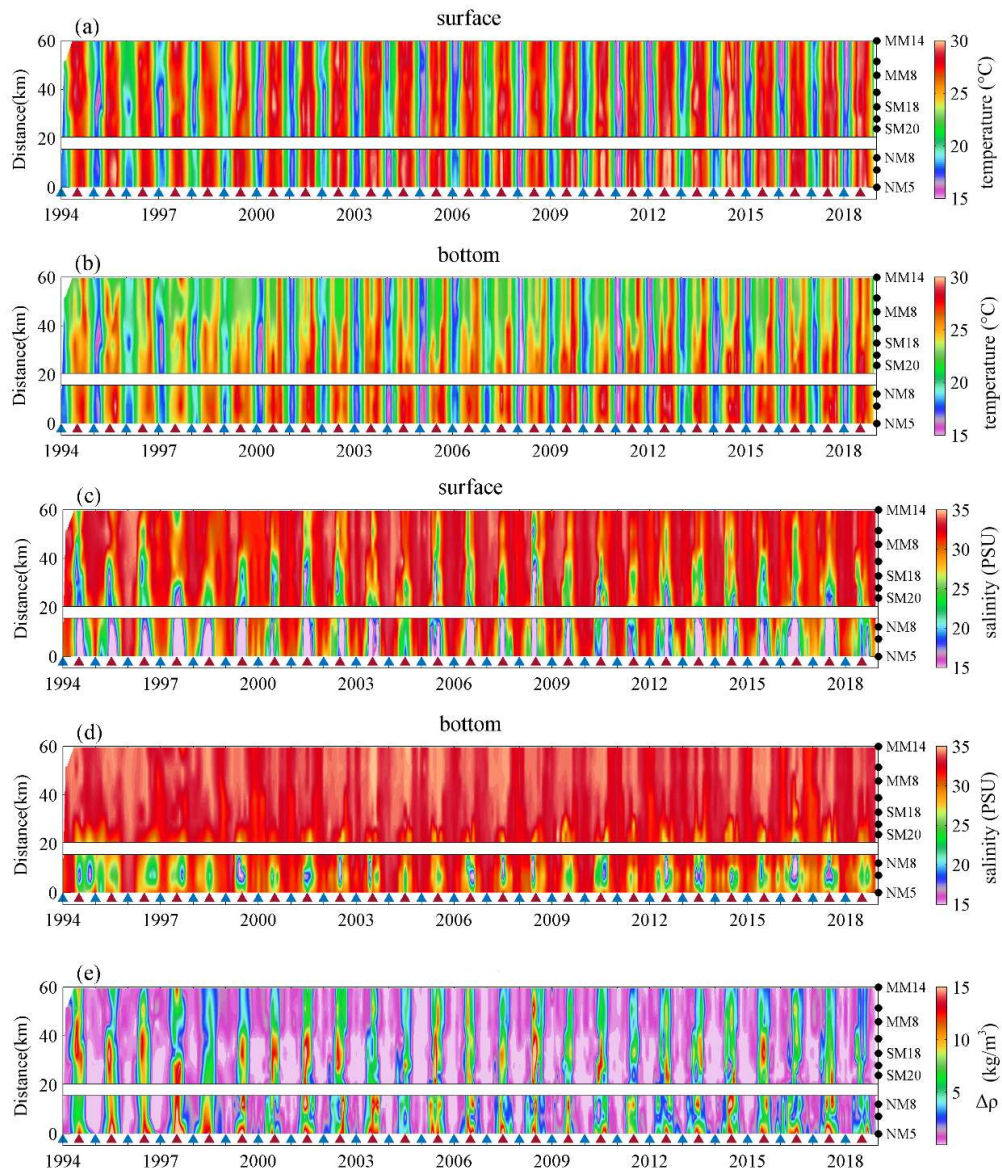 (a) surface
Distance(km)
60
40
20
0
1994 1997 2000 2003 2006 2009 2012 2015 2018
MM14
MM8
SM18
SM20
NM8
NM5
30
25
20
15
temperature (°C)
(b) bottom
Distance(km)
60
40
20
0
1994 1997 2000 2003 2006 2009 2012 2015 2018
MM14
MM8
SM18
SM20
NM8
NM5
30
25
20
15
temperature (°C)
(c) surface
Distance(km)
60
40
20
0
1994 1997 2000 2003 2006 2009 2012 2015 2018
MM14
MM8
SM18
SM20
NM8
NM5
35
30
25
20
15
salinity (PSU)
(d) bottom
Distance(km)
60
40
20
0
1994 1997 2000 2003 2006 2009 2012 2015 2018
MM14
MM8
SM18
SM20
NM8
NM5
35
30
25
20
15
salinity (PSU)
(e)
Distance(km)
60
40
20
0
1994 1997 2000 2003 2006 2009 2012 2015 2018
MM14
MM8
SM18
SM20
NM8
NM5
15
10
5
Δρ (kg/m³)